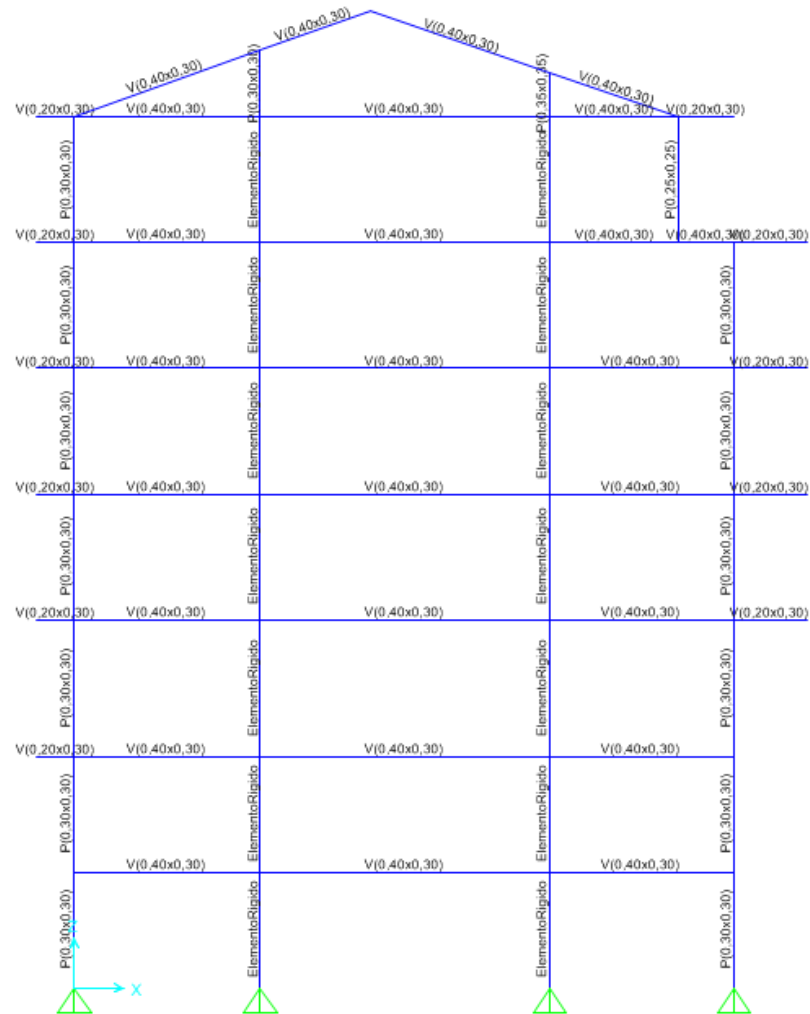 V(0,40x0,30) V(0,40x0,30)
V(0,40x0,30) P(0,30x0,30) P(0,35x0,35) V(0,40x0,30)
V(0,20x0,30) V(0,40x0,30) V(0,40x0,30) V(0,40x0,30) V(0,20x0,30)
P(0,30x0,30) ElementoRigido ElementoRigido P(0,25x0,25)
V(0,20x0,30) V(0,40x0,30) V(0,40x0,30) V(0,40x0,30) V(0,40x0,30) V(0,20x0,30)
P(0,30x0,30) ElementoRigido ElementoRigido P(0,30x0,30)
V(0,20x0,30) V(0,40x0,30) V(0,40x0,30) V(0,40x0,30) V(0,20x0,30)
P(0,30x0,30) ElementoRigido ElementoRigido P(0,30x0,30)
V(0,20x0,30) V(0,40x0,30) V(0,40x0,30) V(0,40x0,30) V(0,20x0,30)
P(0,30x0,30) ElementoRigido ElementoRigido P(0,30x0,30)
V(0,20x0,30) V(0,40x0,30) V(0,40x0,30) V(0,40x0,30) V(0,20x0,30)
P(0,30x0,30) ElementoRigido ElementoRigido P(0,30x0,30)
V(0,20x0,30) V(0,40x0,30) V(0,40x0,30) V(0,40x0,30)
P(0,30x0,30) ElementoRigido ElementoRigido P(0,30x0,30)
V(0,40x0,30) V(0,40x0,30) V(0,40x0,30)
P(0,30x0,30) ElementoRigido ElementoRigido P(0,30x0,30)
Z
X